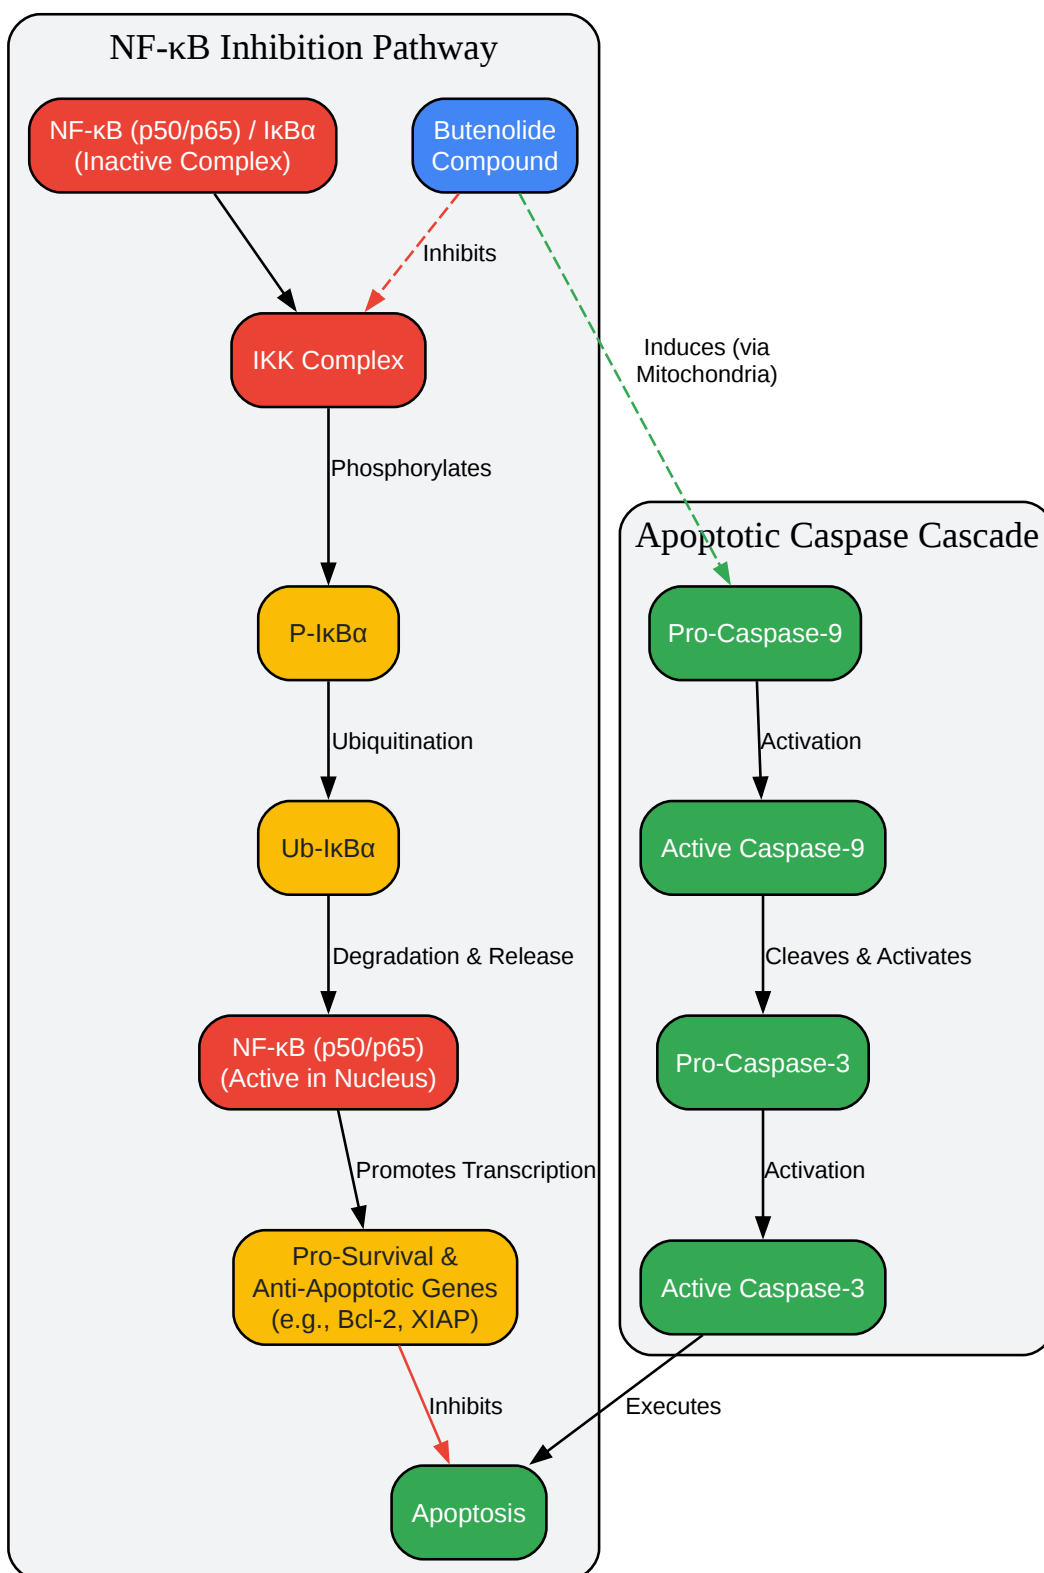 NF-κB Inhibition Pathway
NF-κB (p50/p65) / IκBα
(Inactive Complex)
Butenolide
Compound
Inhibits
IKK Complex
Induces (via
Mitochondria)
Phosphorylates
Apoptotic Caspase Cascade
P-IκBα
Pro-Caspase-9
Ubiquitination
Activation
Ub-IκBα
Active Caspase-9
Degradation & Release
Cleaves & Activates
NF-κB (p50/p65)
(Active in Nucleus)
Pro-Caspase-3
Promotes Transcription
Activation
Pro-Survival &
Anti-Apoptotic Genes
(e.g., Bcl-2, XIAP)
Active Caspase-3
Inhibits
Executes
Apoptosis